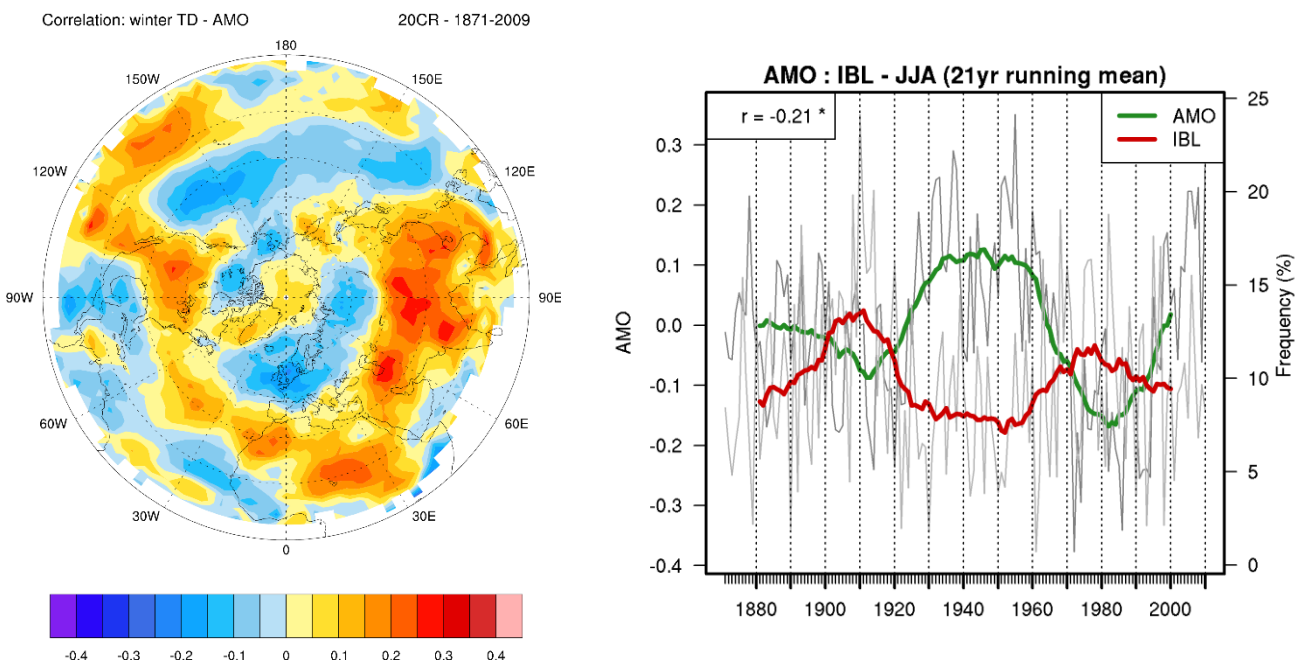 Correlation: winter TD - AMO 20CR - 1871-2009
180
150W 150E
120W 120E
90W 90E
60W 60E
30W 30E
0
-0.4 -0.3 -0.2 -0.1 0 0.1 0.2 0.3 0.4
AMO : IBL - JJA (21yr running mean)
r = -0.21 *
AMO
IBL
AMO
0.3
0.2
0.1
0.0
-0.1
-0.2
-0.3
-0.4
25
20
15
10
5
0
Frequency (%)
1880 1900 1920 1940 1960 1980 2000